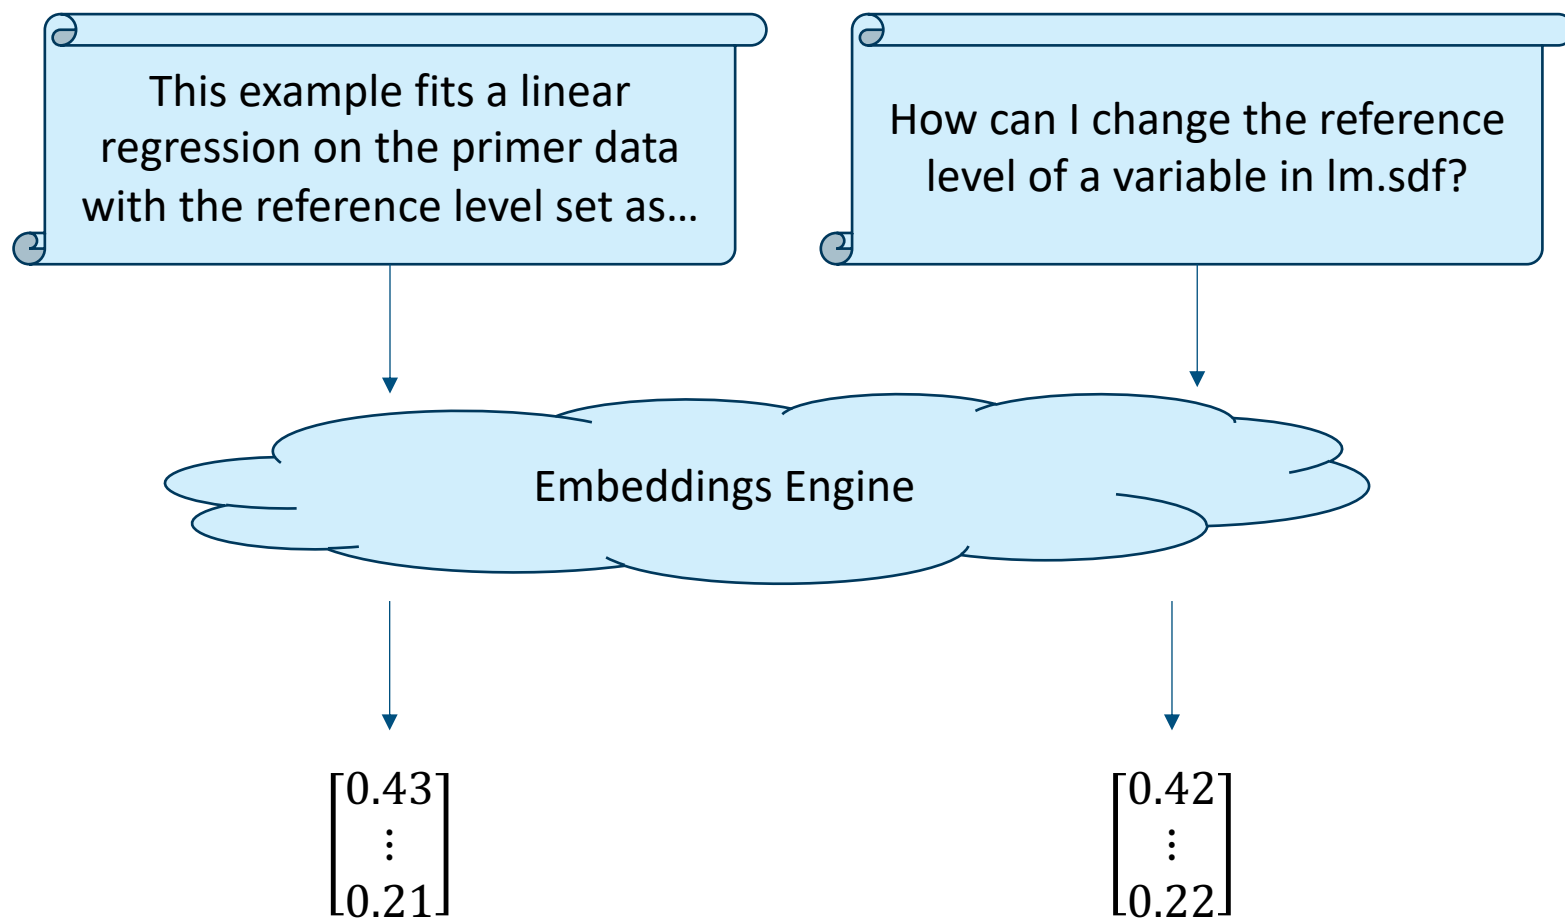 This example fits a linear
regression on the primer data
with the reference level set as…
How can I change the reference
level of a variable in lm.sdf?
Embeddings Engine
0.43
⋮
0.21
0.42
⋮
0.22